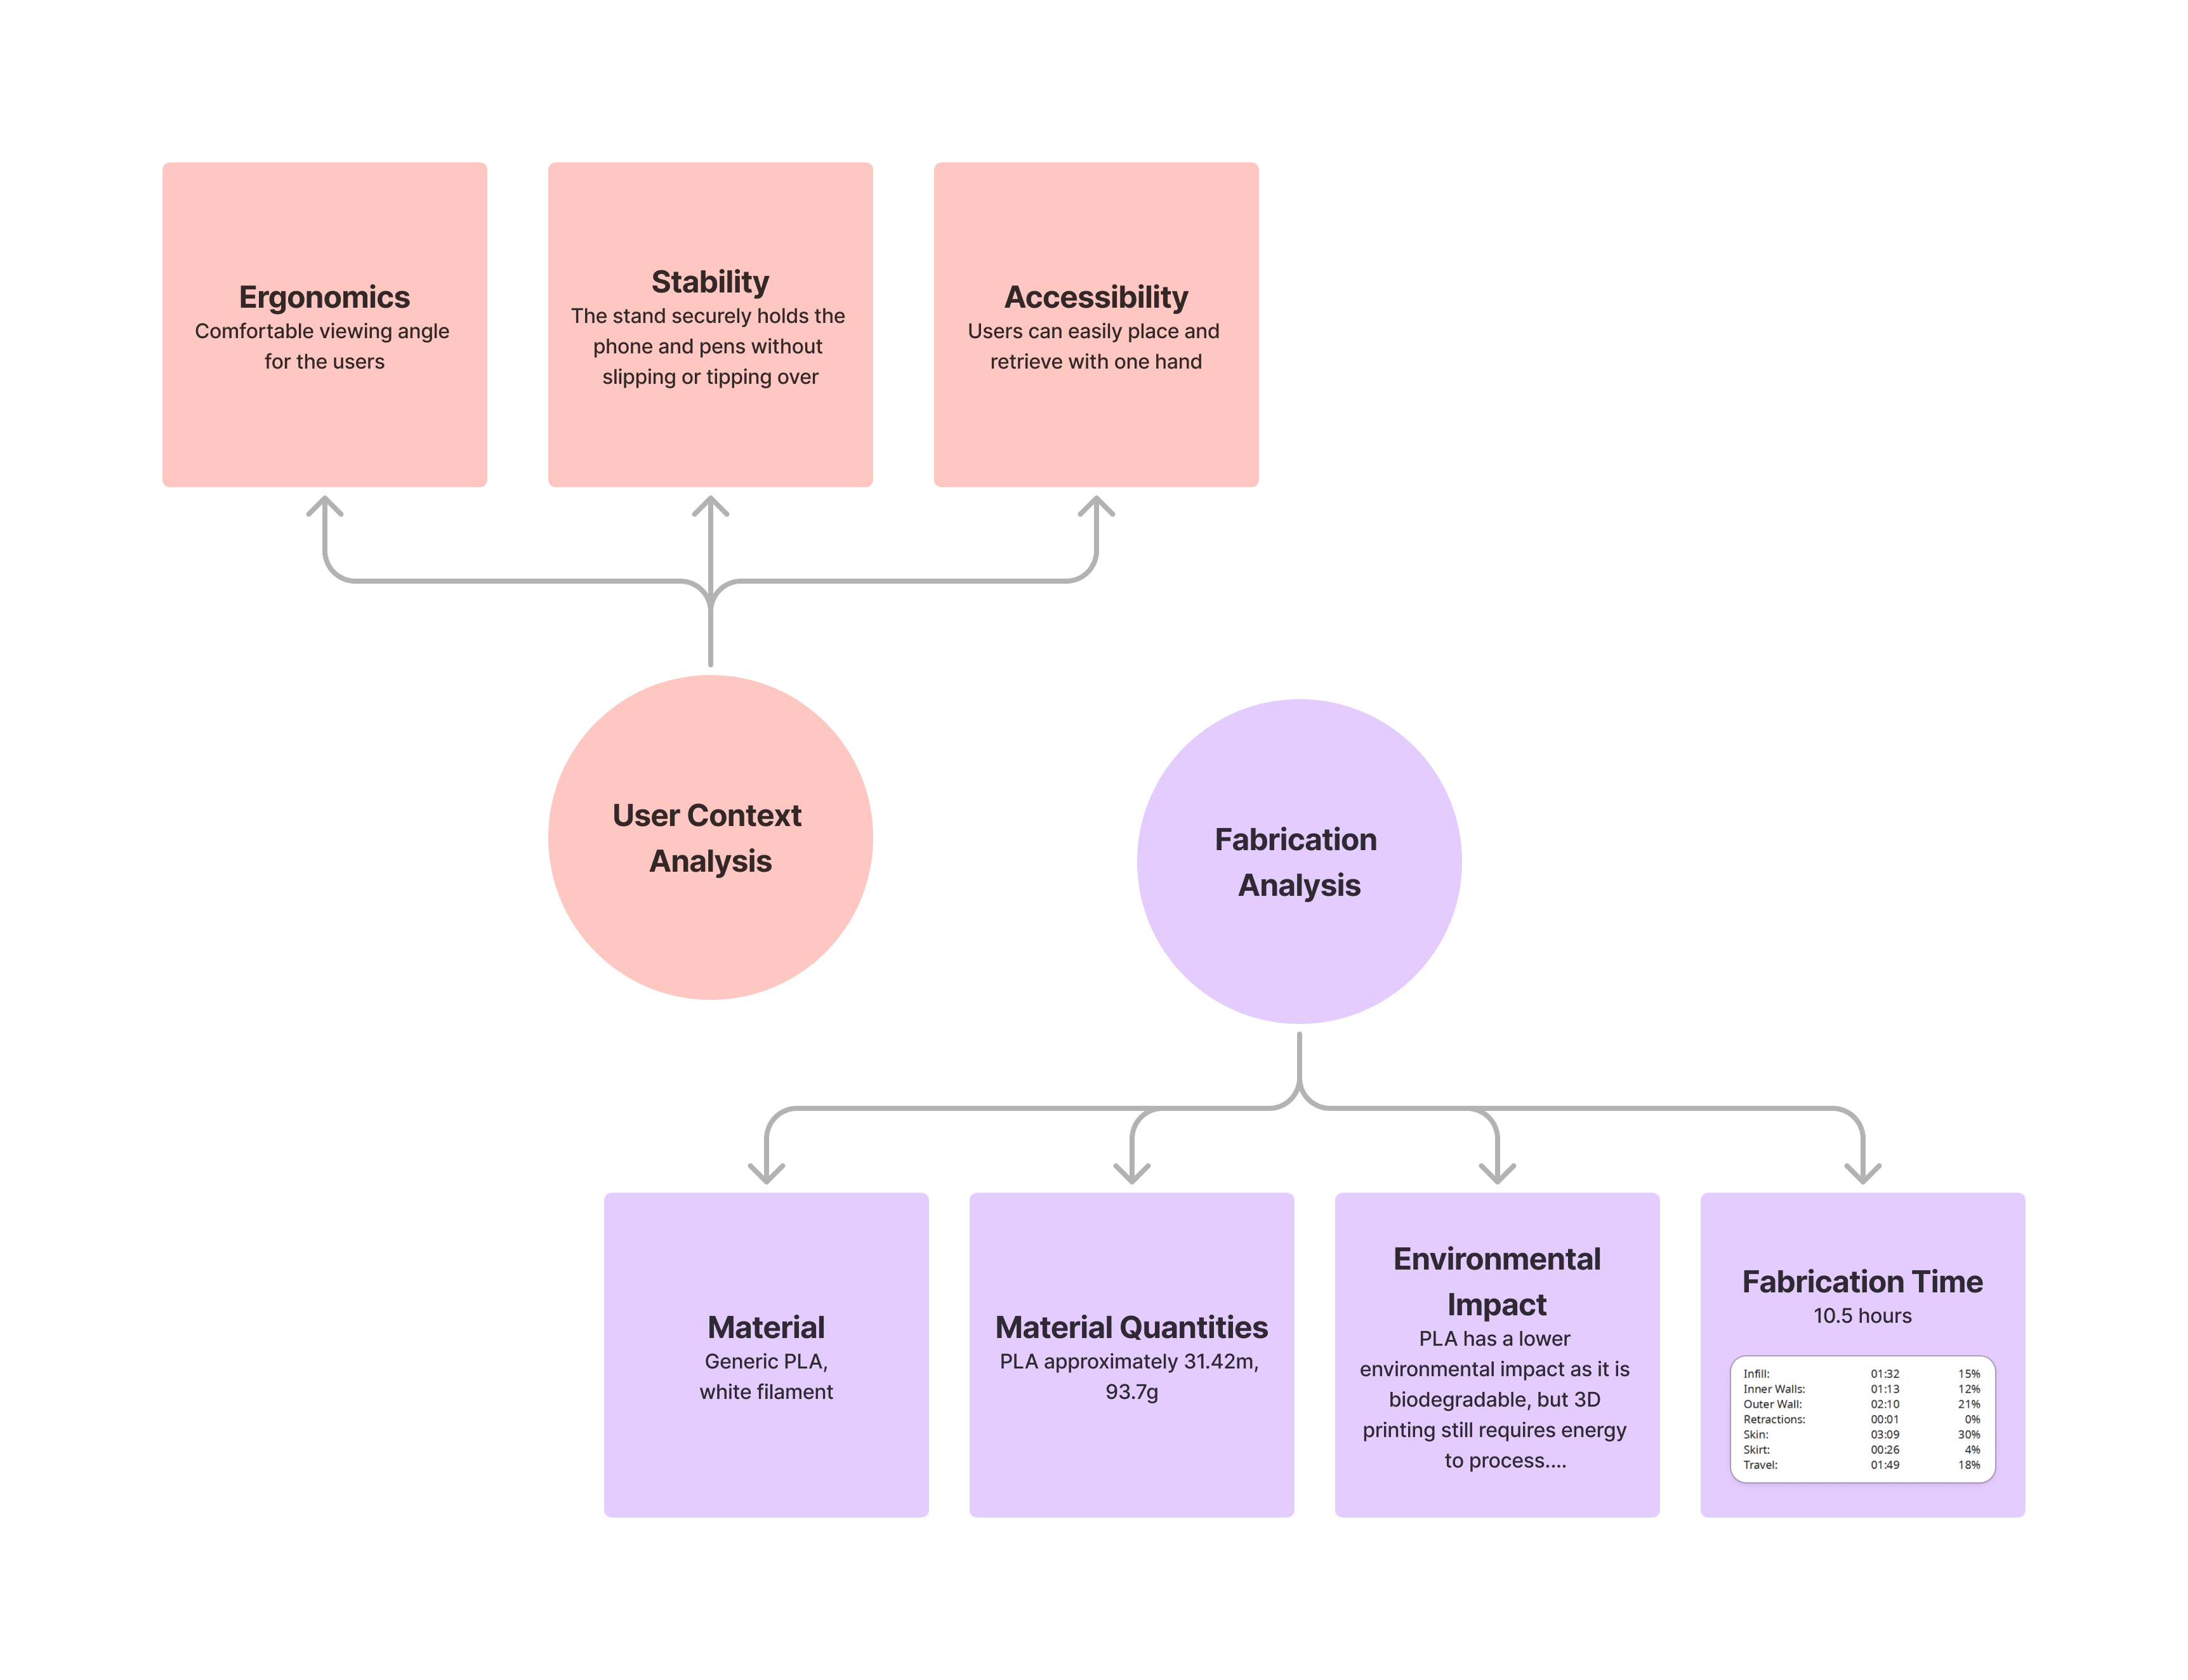 Ergonomics
Comfortable viewing angle
for the users
Stability
The stand securely holds the
phone and pens without
slipping or tipping over
Accessibility
Users can easily place and
retrieve with one hand
User Context
Analysis
Fabrication
Analysis
Material
Generic PLA,
white filament
Material Quantities
PLA approximately 31.42m,
93.7g
Environmental
Impact
PLA has a lower
environmental impact as it is
biodegradable, but 3D
printing still requires energy
to process....
Fabrication Time
10.5 hours
Infill: 01:32 15%
Inner Walls: 01:13 12%
Outer Wall: 02:10 21%
Retractions: 00:01 0%
Skin: 03:09 30%
Skirt: 00:26 4%
Travel: 01:49 18%